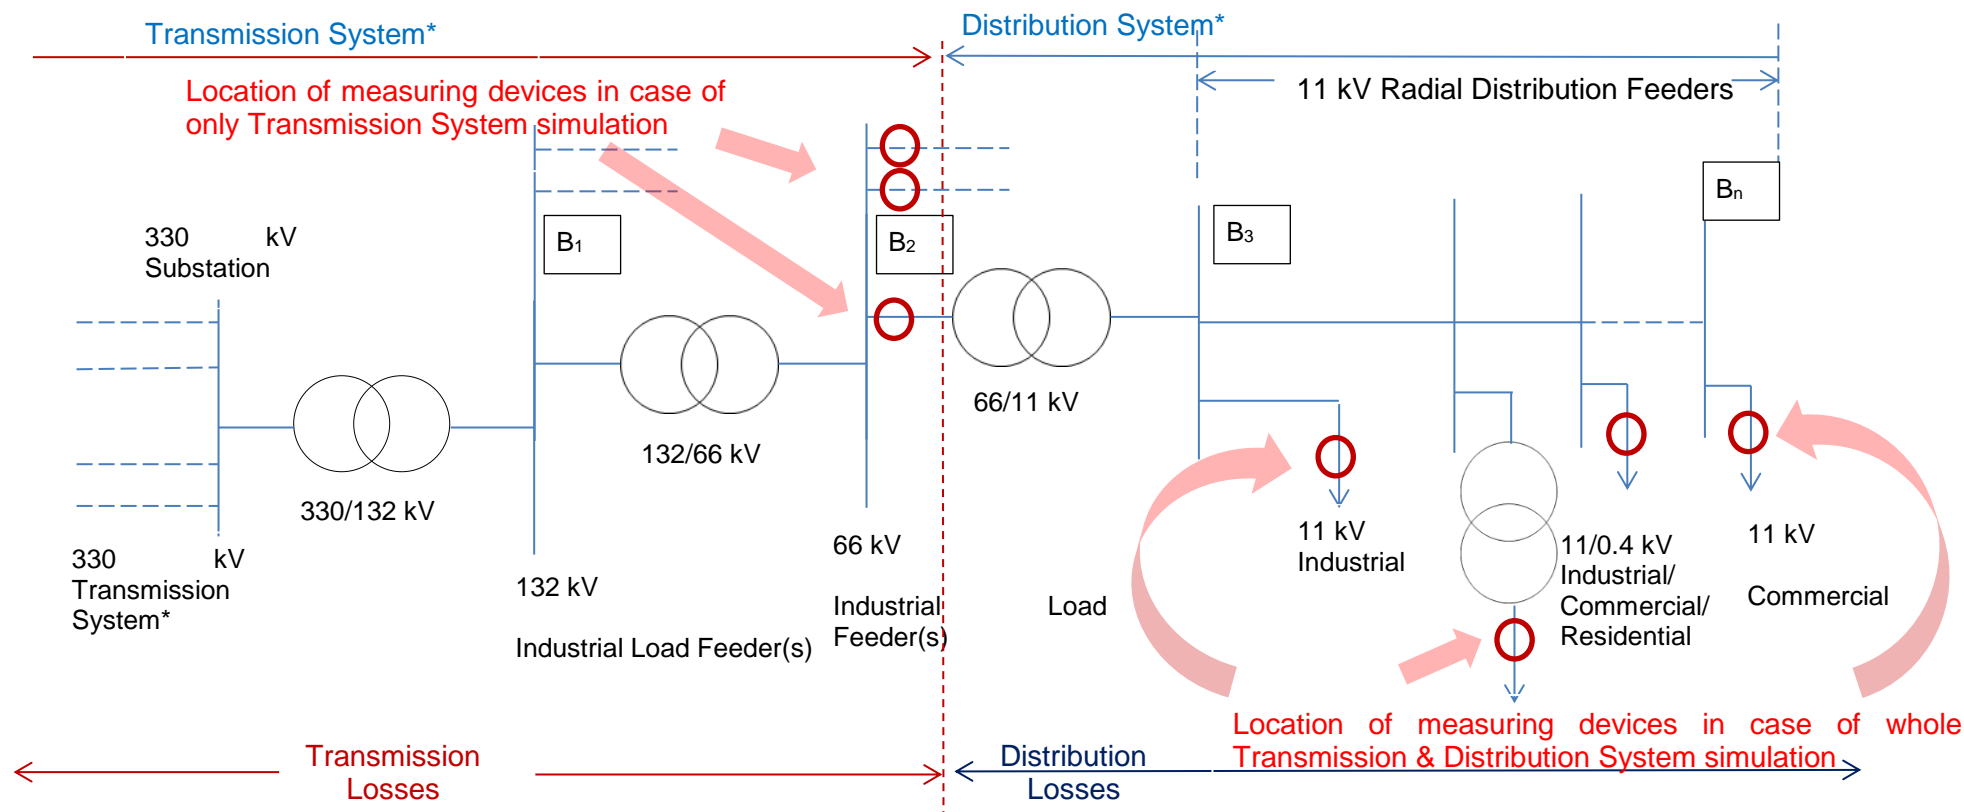 Transmission System*
Distribution System*
Location of measuring devices in case of
only Transmission System simulation
11 kV Radial Distribution Feeders
330 kV
Substation
B1
B2
B3
Bn
330/132 kV
132/66 kV
66/11 kV
330 kV
Transmission
System*
132 kV
Industrial Load Feeder(s)
66 kV
Industrial Load
Feeder(s)
11 kV
Industrial
11/0.4 kV
Industrial/
Commercial/
Residential
11 kV
Commercial
Location of measuring devices in case of whole
Transmission & Distribution System simulation
Transmission
Losses
Distribution
Losses